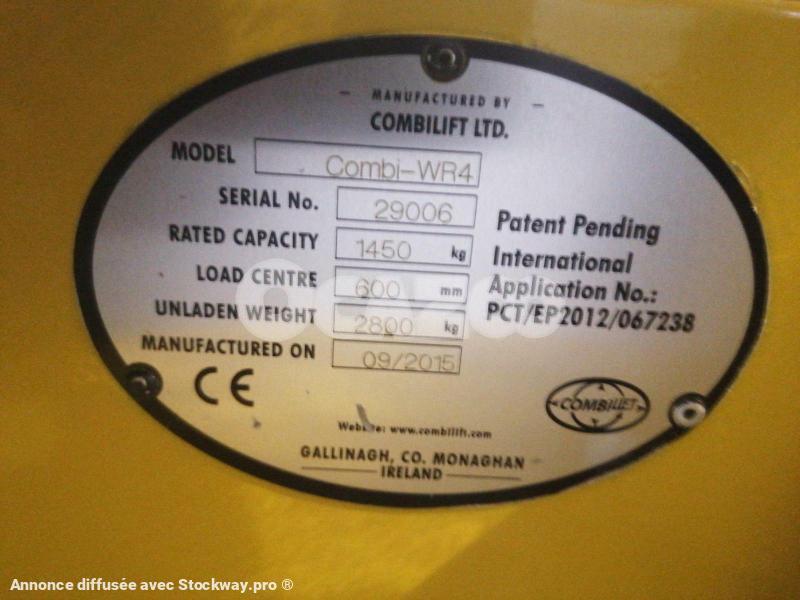 MANUFACTURED BY
COMBILIFT LTD.
MODEL Combi-WR4
SERIAL No. 29006
RATED CAPACITY 1450 kg
LOAD CENTRE 600 mm
UNLADEN WEIGHT 2800 kg
MANUFACTURED ON 09/2015
Patent Pending
International
Application No.:
PCT/EP2012/067238
CE
COMBILIFT
Website: www.combilift.com
GALLINAGH, CO. MONAGHAN
IRELAND
Annonce diffusée avec Stockway.pro ®